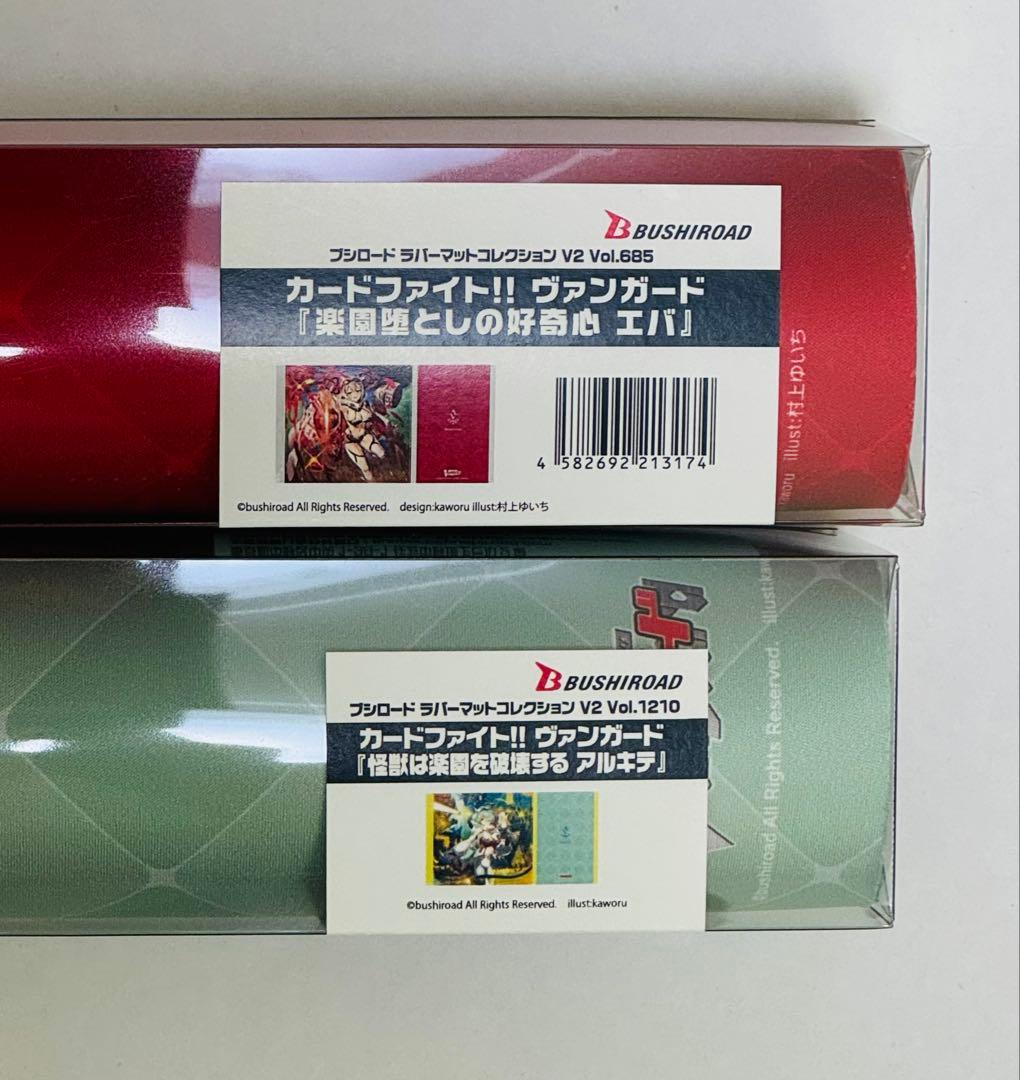 BUSHIROAD
ブシロード ラバーマットコレクション V2 Vol.685
カードファイト!! ヴァンガード
『楽園堕としの好奇心 エバ』
4 582692 213174
©bushiroad All Rights Reserved. design:kaworu illust:村上ゆいち
kaworu illust:村上ゆいち
BUSHIROAD
ブシロード ラバーマットコレクション V2 Vol.1210
カードファイト!! ヴァンガード
『怪獣は楽園を破壊する アルキテ』
©bushiroad All Rights Reserved. illust:kaworu
Bushiroad All Rights Reserved.